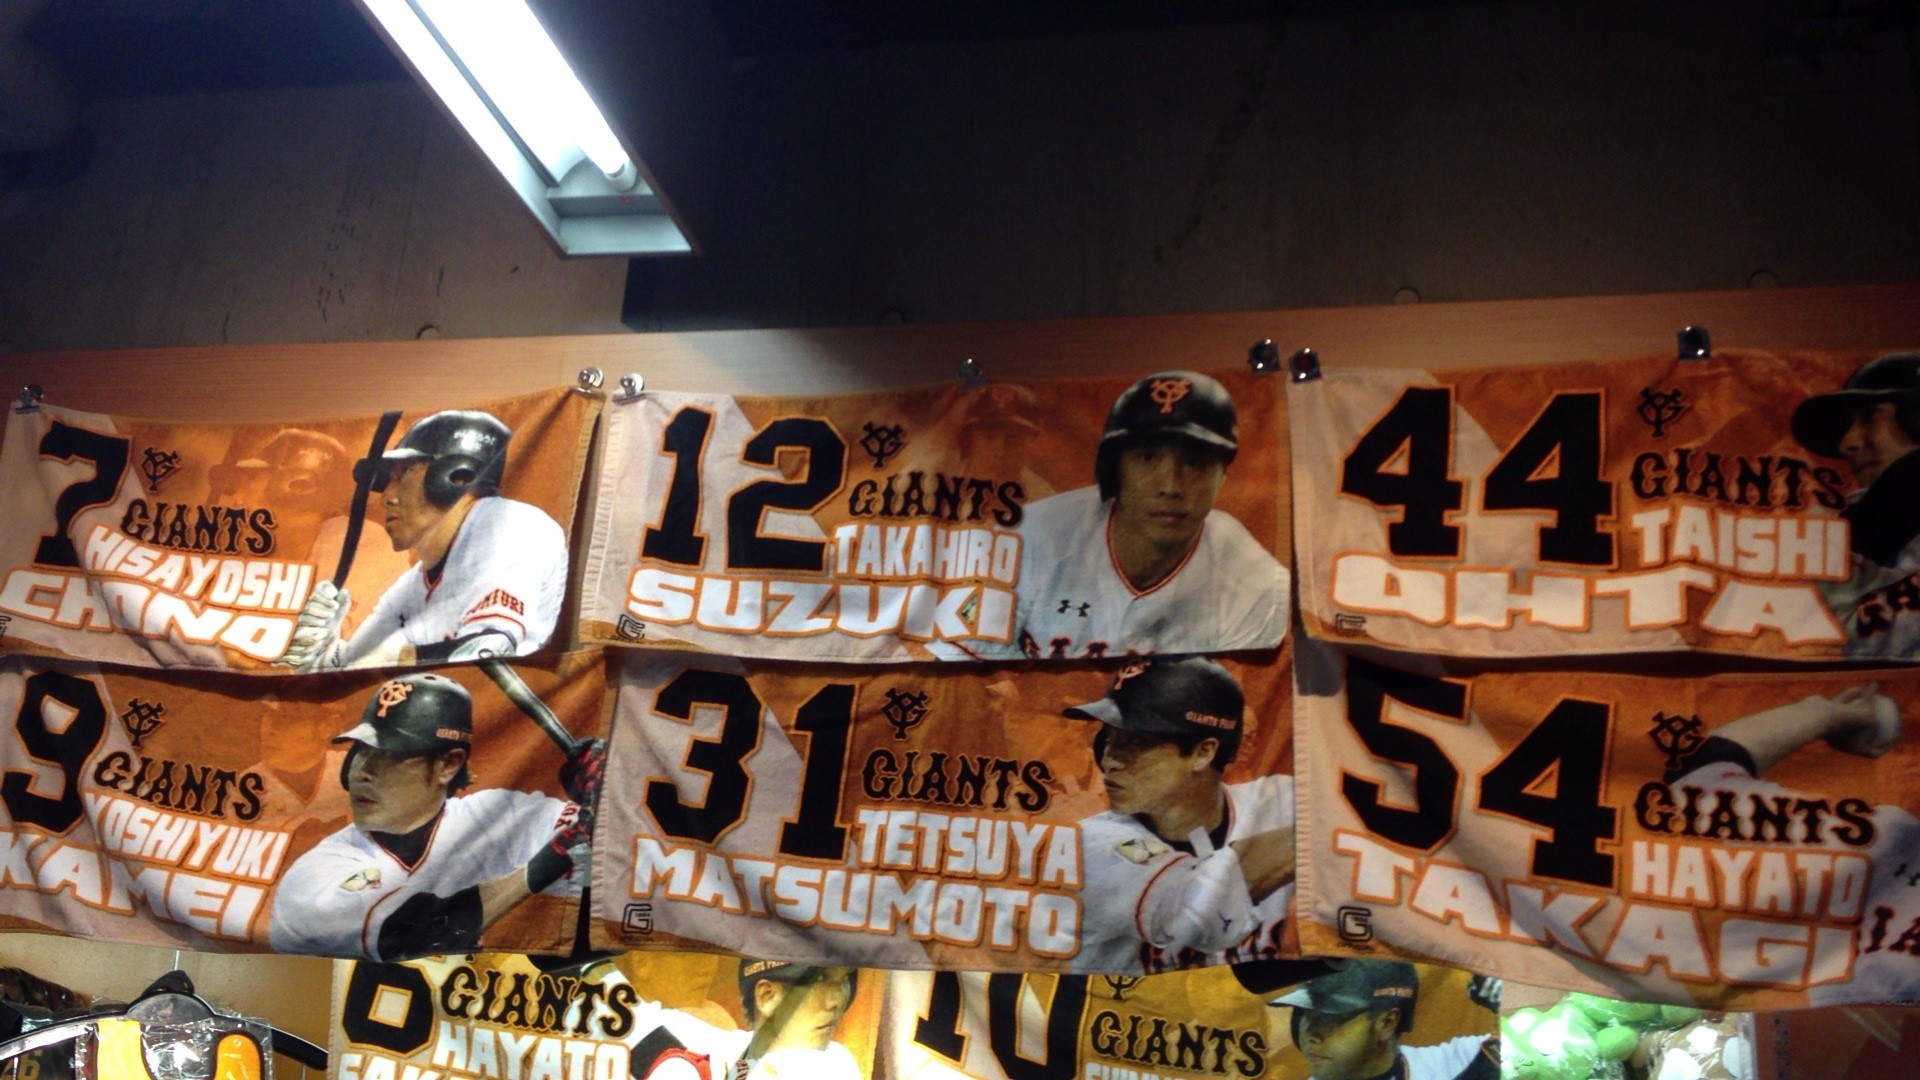 7
GIANTS
HISAYOSHI
CHONO
12
GIANTS
TAKAHIRO
SUZUKI
44
GIANTS
TAISHI
OHTA
9
GIANTS
YOSHIYUKI
KAMEI
31
GIANTS
TETSUYA
MATSUMOTO
54
GIANTS
HAYATO
TAKAGI
6
GIANTS
HAYATO
10
GIANTS